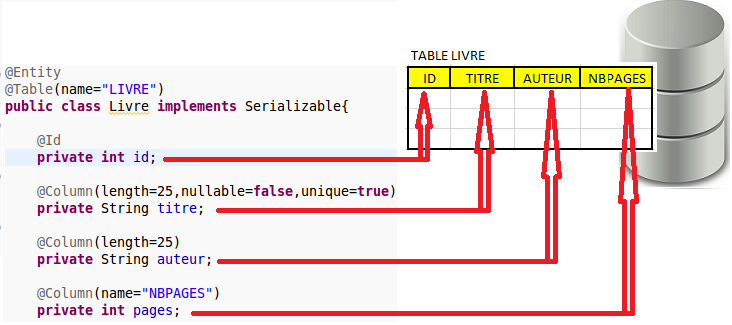 TABLE LIVRE
ID TITRE AUTEUR NBPAGES
@Entity
@Table(name="LIVRE")
public class Livre implements Serializable{
@Id
private int id;
@Column(length=25,nullable=false,unique=true)
private String titre;
@Column(length=25)
private String auteur;
@Column(name="NBPAGES")
private int pages;